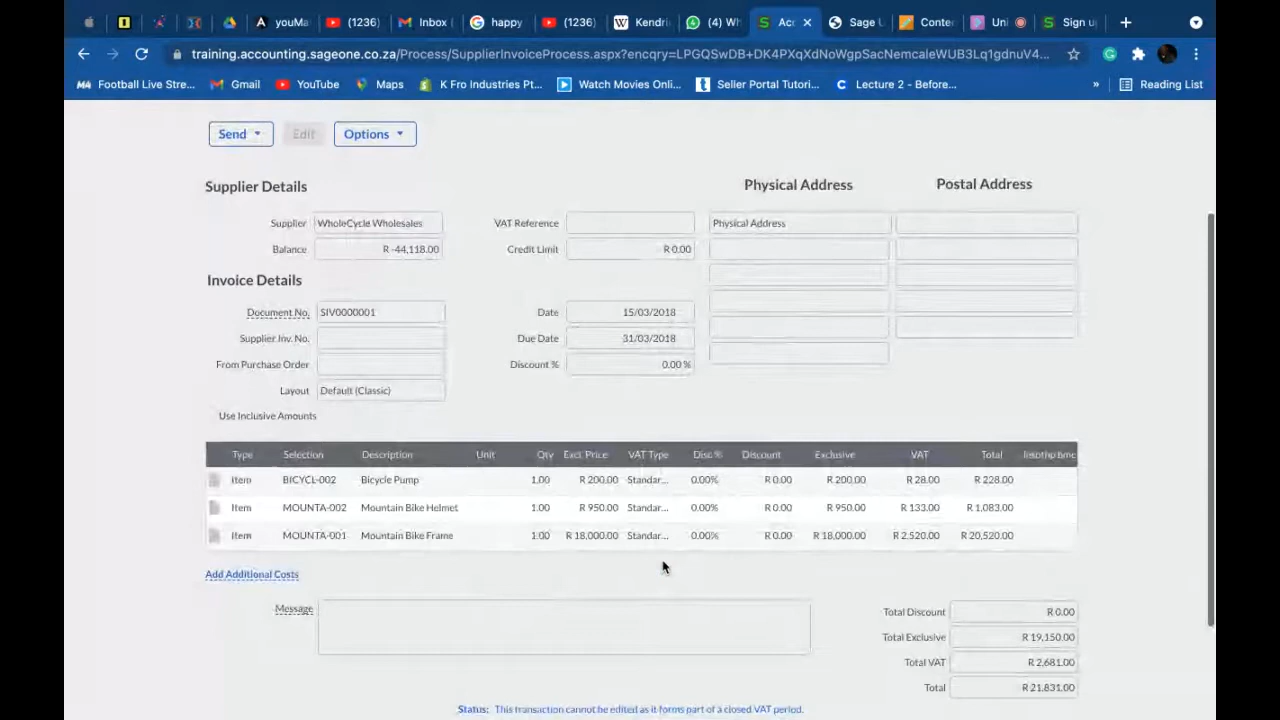 youMa
(1236)
Inbox (
happy
(1236)
Kendri
(4) Wh
Acc
Sage U
Conte
Uni
Sign u
training.accounting.sageone.co.za/Process/SupplierInvoiceProcess.aspx?encqry=LPGQSwDB+DK4PXqXdNoWgpSacNemcaleWUB3Lq1gdnuV4...
Football Live Stre...
Gmail
YouTube
Maps
K Fro Industries Pt...
Watch Movies Onli...
Seller Portal Tutori...
Lecture 2 - Before...
»
Reading List
Send
Edit
Options
Supplier Details
Physical Address
Postal Address
Supplier WholeCycle Wholesales
VAT Reference
Physical Address
Balance R -44,118.00
Credit Limit R 0.00
Invoice Details
Document No. SIV0000001
Date 15/03/2018
Supplier Inv. No.
Due Date 31/03/2018
From Purchase Order
Discount % 0.00 %
Layout Default (Classic)
Use Inclusive Amounts
Type Selection Description Unit Qty Excl. Price VAT Type Disc % Discount Exclusive VAT Total
Item BICYCL-002 Bicycle Pump 1.00 R 200.00 Standar... 0.00% R 0.00 R 200.00 R 28.00 R 228.00
Item MOUNTA-002 Mountain Bike Helmet 1.00 R 950.00 Standar... 0.00% R 0.00 R 950.00 R 133.00 R 1,083.00
Item MOUNTA-001 Mountain Bike Frame 1.00 R 18,000.00 Standar... 0.00% R 0.00 R 18,000.00 R 2,520.00 R 20,520.00
Add Additional Costs
Message
Total Discount R 0.00
Total Exclusive R 19,150.00
Total VAT R 2,681.00
Total R 21,831.00
Status: This transaction cannot be edited as it forms part of a closed VAT period.